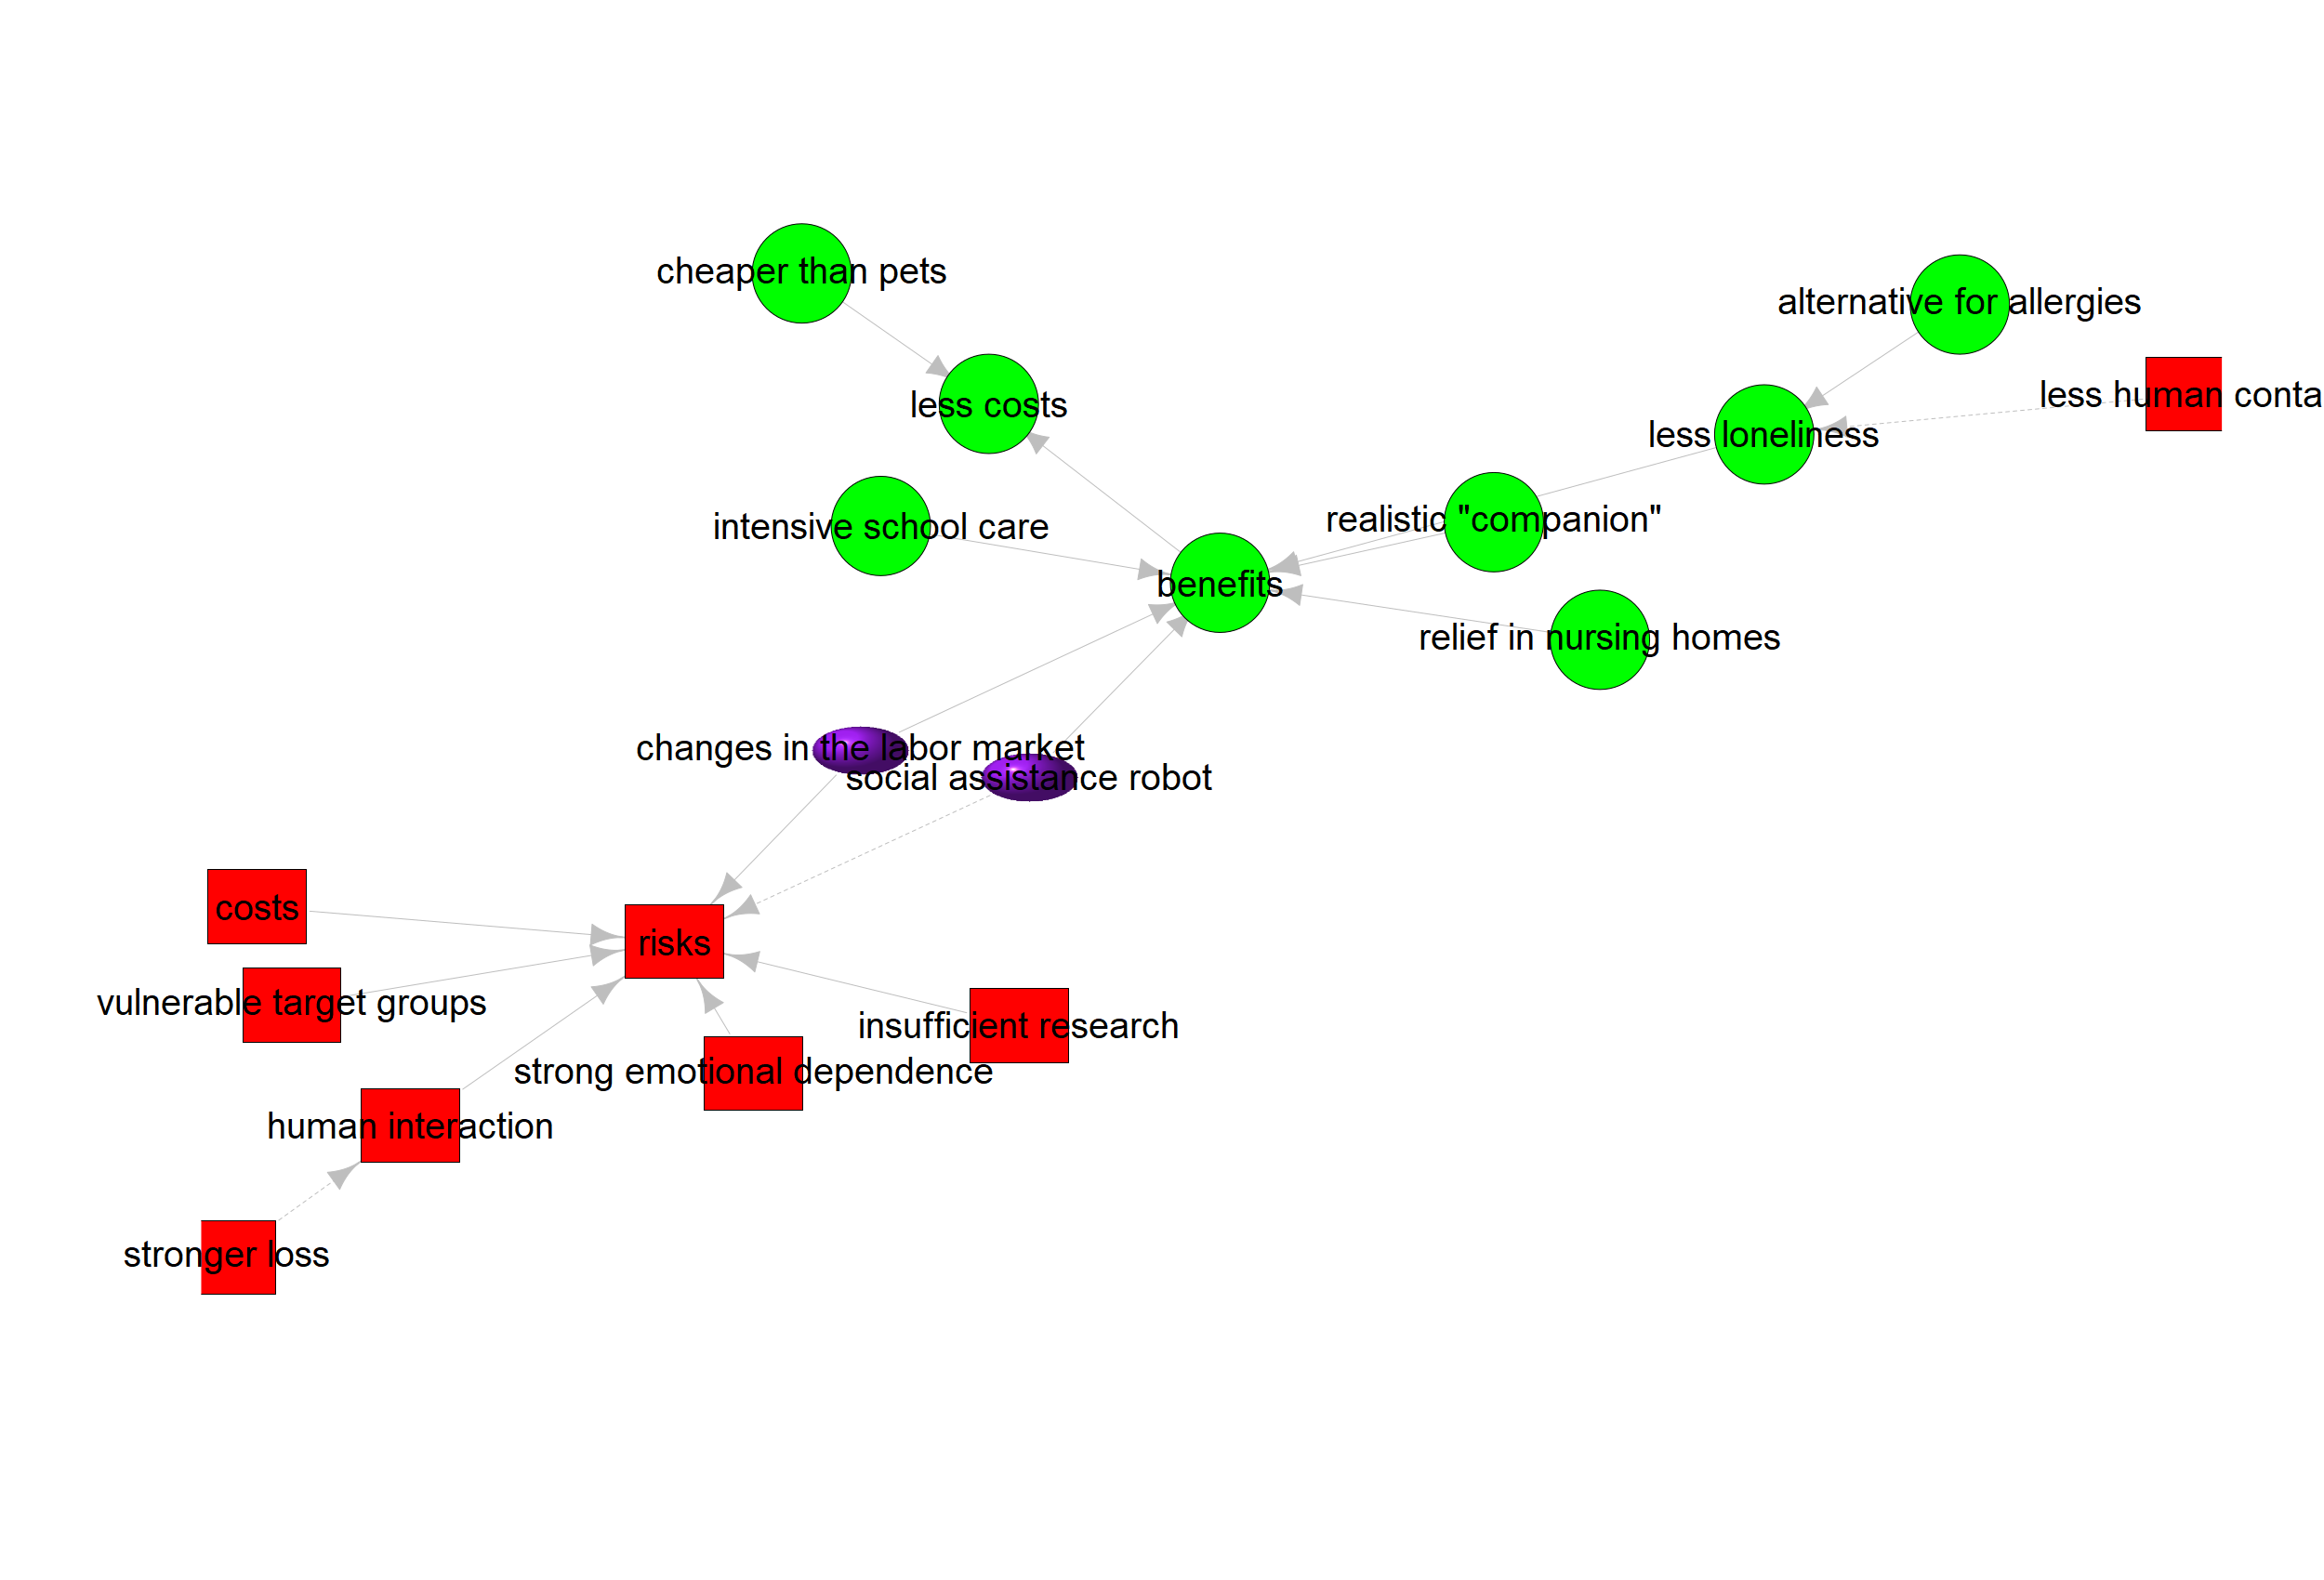 cheaper than pets
alternative for allergies
less human conta
less costs
less loneliness
intensive school care
realistic "companion"
benefits
relief in nursing homes
changes in the labor market
social assistance robot
costs
risks
vulnerable target groups
insufficient research
strong emotional dependence
human interaction
stronger loss